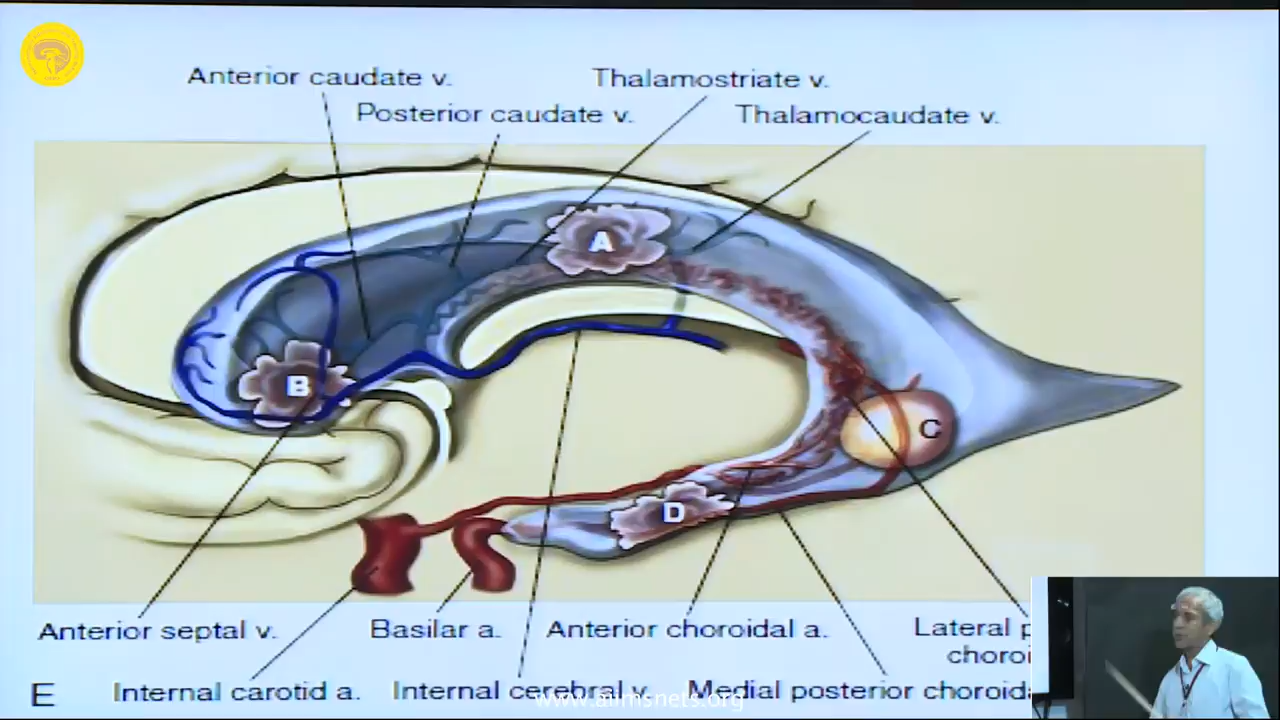 Anterior caudate v.
Thalamostriate v.
Posterior caudate v.
Thalamocaudate v.
A
B
C
D
Anterior septal v.
Basilar a.
Anterior choroidal a.
Lateral p
choroi
E
Internal carotid a.
Internal cerebral v.
Medial posterior choroida
www.aiimsnets.org